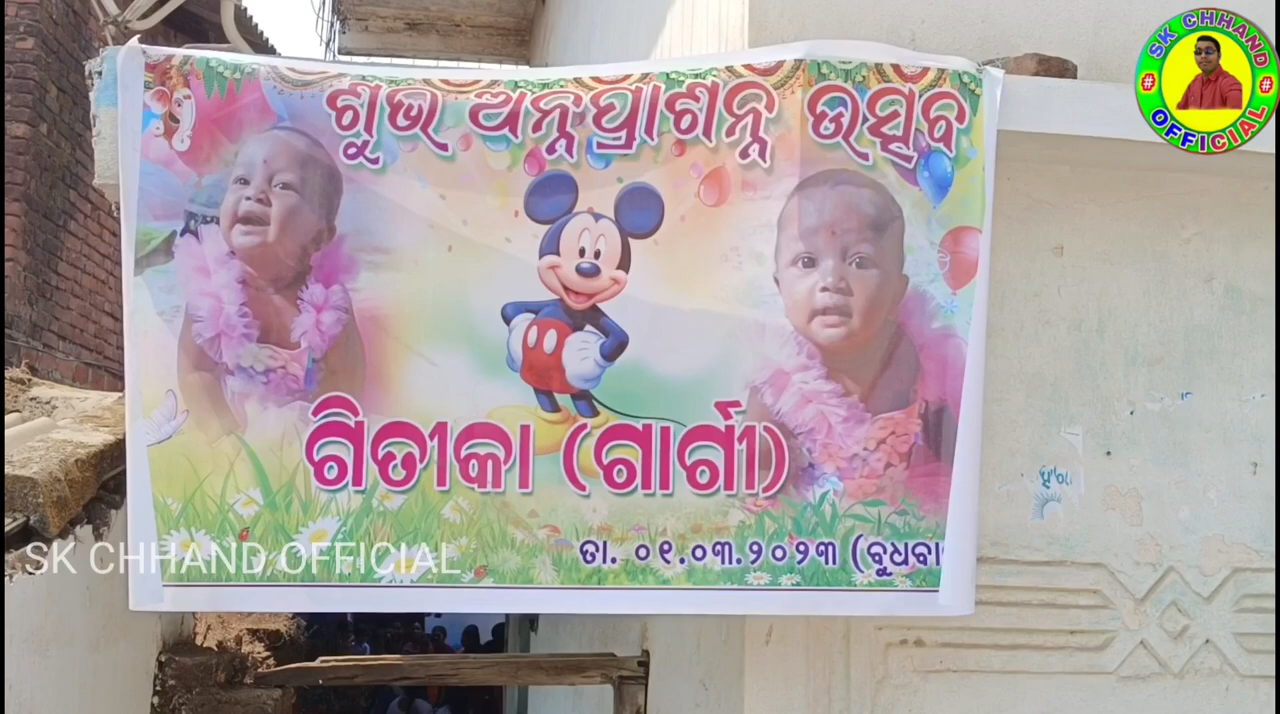 SK CHHAND
# #
OFFICIAL
ଶୁଭ ଅନ୍ନପ୍ରାଶନ୍ନ ଉତ୍ସବ
ଗିତୀକା (ଗାର୍ଗୀ)
ତା. ୦୧.୦୩.୨୦୨୩ (ବୁଧବା
SK CHHAND OFFICIAL